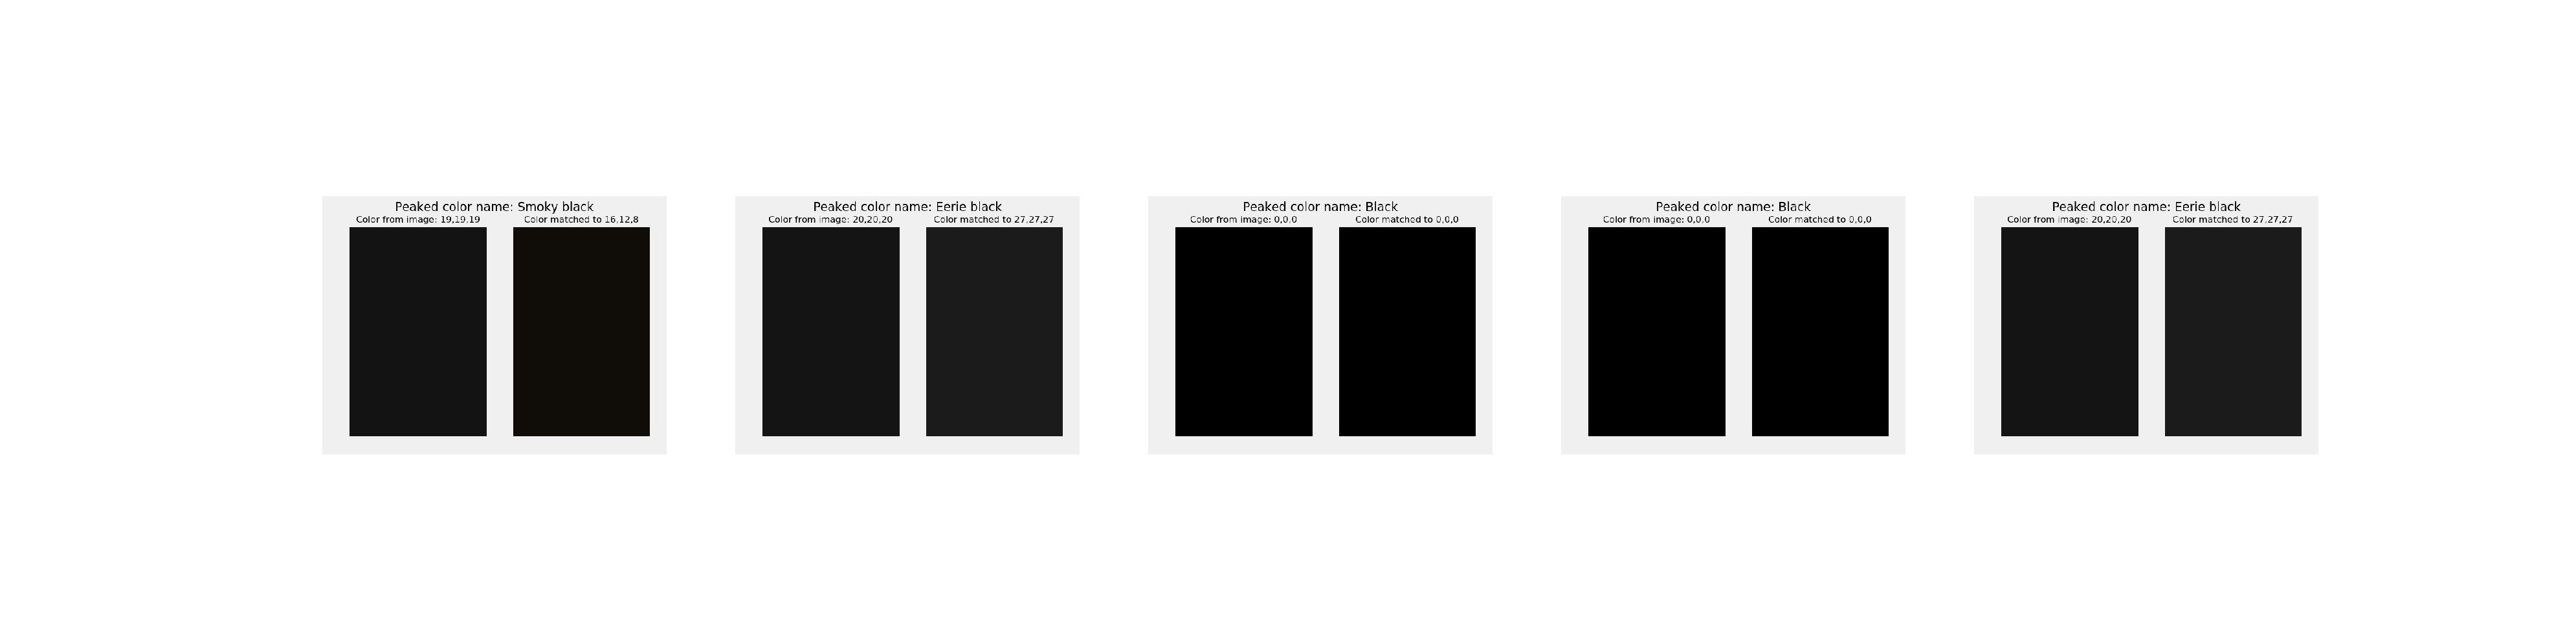 Peaked color name: Smoky black
Color from image: 19,19,19 Color matched to 16,12,8
Peaked color name: Eerie black
Color from image: 20,20,20 Color matched to 27,27,27
Peaked color name: Black
Color from image: 0,0,0 Color matched to 0,0,0
Peaked color name: Black
Color from image: 0,0,0 Color matched to 0,0,0
Peaked color name: Eerie black
Color from image: 20,20,20 Color matched to 27,27,27